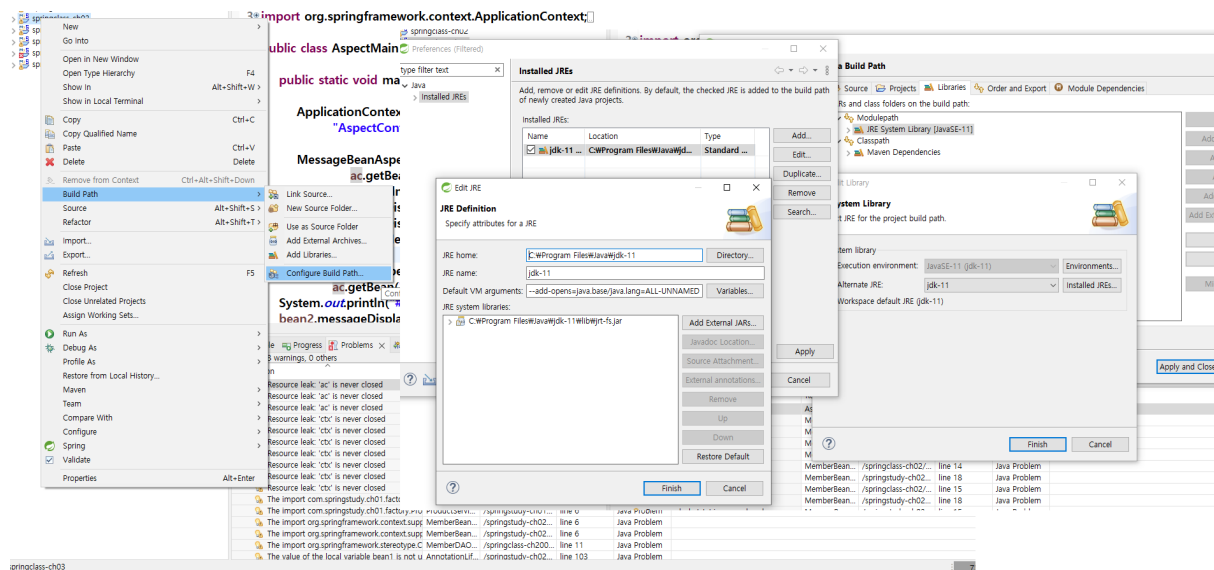 springclass-ch02
New
Go Into
Open in New Window
Open Type Hierarchy F4
Show In Alt+Shift+W >
Show in Local Terminal >
Copy Ctrl+C
Copy Qualified Name
Paste Ctrl+V
Delete Delete
Remove from Context Ctrl+Alt+Shift+Down
Build Path
Source Alt+Shift+S >
Refactor Alt+Shift+T >
Import...
Export...
Refresh F5
Close Project
Close Unrelated Projects
Assign Working Sets...
Run As
Debug As
Profile As
Restore from Local History...
Maven
Team
Compare With
Configure
Spring
Validate
Properties Alt+Enter
springclass-ch03
Link Source...
New Source Folder...
Use as Source Folder
Add External Archives...
Add Libraries...
Configure Build Path...
3 import org.springframework.context.ApplicationContext;
ublic class AspectMain
public static void ma
ApplicationContex
"AspectCon
MessageBeanAspe
ac.getBea
ac.getBean(
System.out.println("#
bean2.messageDispla
Progress Problems
warnings, 0 others
Resource leak: 'ac' is never closed
Resource leak: 'ac' is never closed
Resource leak: 'ac' is never closed
Resource leak: 'ctx' is never closed
Resource leak: 'ctx' is never closed
Resource leak: 'ctx' is never closed
Resource leak: 'ctx' is never closed
Resource leak: 'ctx' is never closed
Resource leak: 'ctx' is never closed
Resource leak: 'ctx' is never closed
The import com.springstudy.ch01.factory.Pro ProductServi... /springstudy-ch01... line 6 Java Problem
The import org.springframework.context.supp MemberBean... /springstudy-ch02... line 6 Java Problem
The import org.springframework.stereotype.C MemberDAO... /springclass-ch200... line 11 Java Problem
The value of the local variable bean1 is not u AnnotationLif... /springstudy-ch02... line 103 Java Problem
springclass-ch02
Preferences (Filtered)
type filter text
Java
Installed JREs
Installed JREs
Add, remove or edit JRE definitions. By default, the checked JRE is added to the build path
of newly created Java projects.
Installed JREs:
Name Location Type
jdk-11 ... C:₩Program Files₩Java₩jd... Standard ...
Add...
Edit...
Duplicate...
Remove
Search...
Apply
Cancel
Edit JRE
JRE Definition
Specify attributes for a JRE
JRE home: C:₩Program Files₩Java₩jdk-11 Directory...
JRE name: jdk-11
Default VM arguments: --add-opens=java.base/java.lang=ALL-UNNAMED Variables...
JRE system libraries:
C:₩Program Files₩Java₩jdk-11₩lib₩jrt-fs.jar
Add External JARs...
Javadoc Location...
Source Attachment...
External annotations...
Remove
Up
Down
Restore Default
Finish Cancel
a Build Path
Source Projects Libraries Order and Export Module Dependencies
Rs and class folders on the build path:
Modulepath
JRE System Library [JavaSE-11]
Classpath
Maven Dependencies
Apply and Close
it Library
ystem Library
t JRE for the project build path.
tem library
Execution environment: JavaSE-11 (jdk-11) Environments...
Alternate JRE: jdk-11 Installed JREs...
Workspace default JRE (jdk-11)
Finish Cancel
MemberBean... /springclass-ch02/... line 14 Java Problem
MemberBean... /springclass-ch02/... line 18 Java Problem
MemberBean... /springclass-ch02/... line 15 Java Problem
MemberBean... /springclass-ch02/... line 18 Java Problem